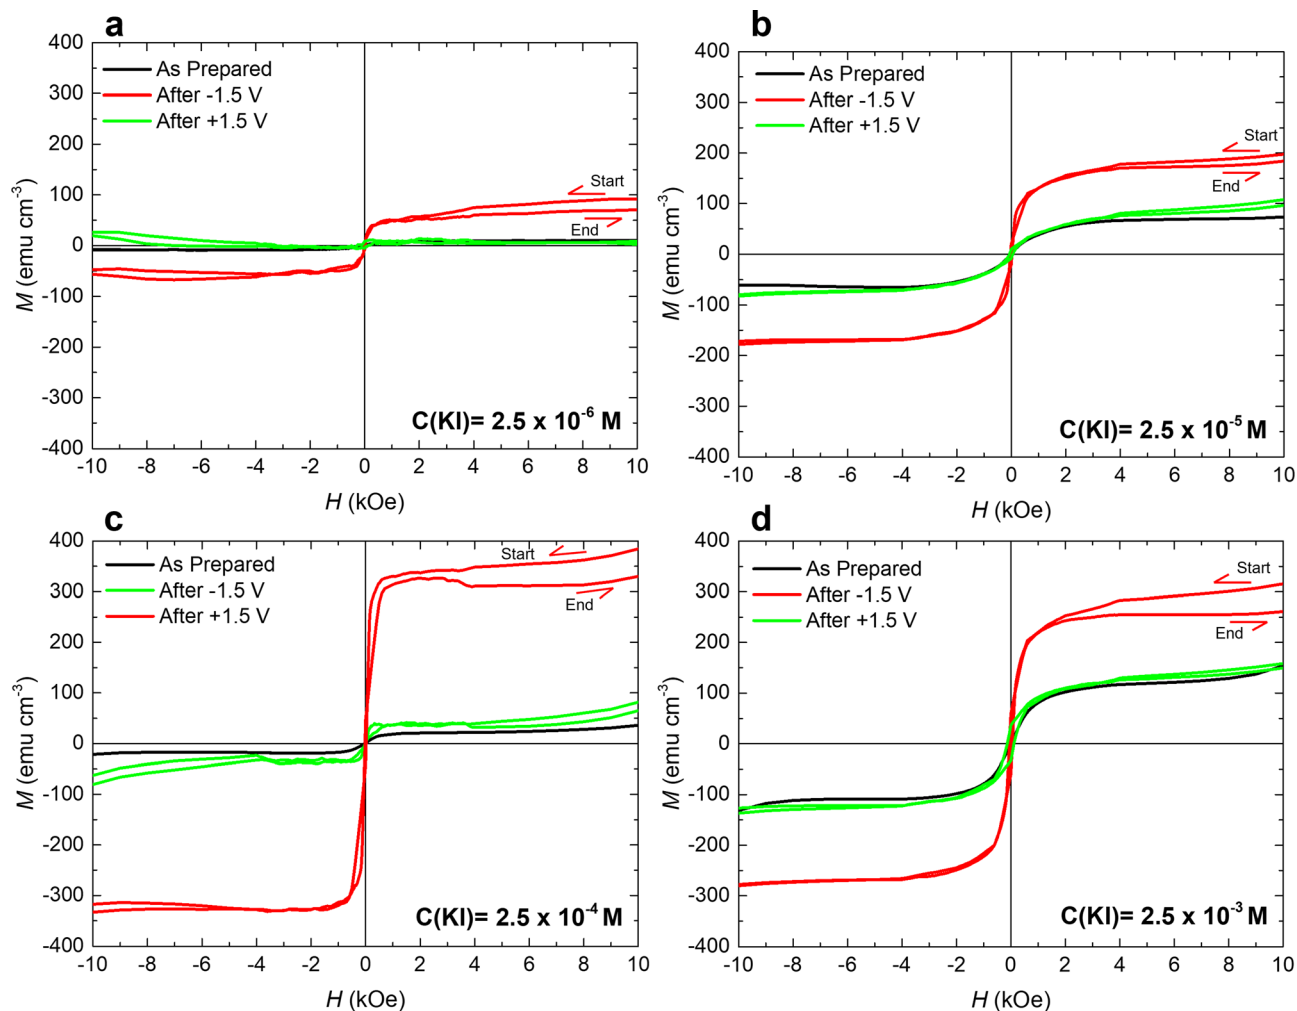 a
400
300
200
100
0
-100
-200
-300
-400
M (emu cm-3)
As Prepared
After -1.5 V
After +1.5 V
Start
End
C(KI)= 2.5 x 10-6 M
-10 -8 -6 -4 -2 0 2 4 6 8 10
H (kOe)
b
400
300
200
100
0
-100
-200
-300
-400
M (emu cm-3)
As Prepared
After -1.5 V
After +1.5 V
Start
End
C(KI)= 2.5 x 10-5 M
-10 -8 -6 -4 -2 0 2 4 6 8 10
H (kOe)
c
400
300
200
100
0
-100
-200
-300
-400
M (emu cm-3)
As Prepared
After -1.5 V
After +1.5 V
Start
End
C(KI)= 2.5 x 10-4 M
-10 -8 -6 -4 -2 0 2 4 6 8 10
H (kOe)
d
400
300
200
100
0
-100
-200
-300
-400
M (emu cm-3)
As Prepared
After -1.5 V
After +1.5 V
Start
End
C(KI)= 2.5 x 10-3 M
-10 -8 -6 -4 -2 0 2 4 6 8 10
H (kOe)